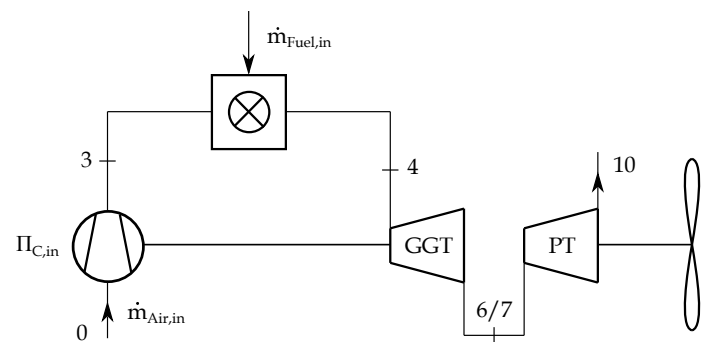 ṁFuel,in
3
4
10
ΠC,in
GGT
PT
6/7
0
ṁAir,in